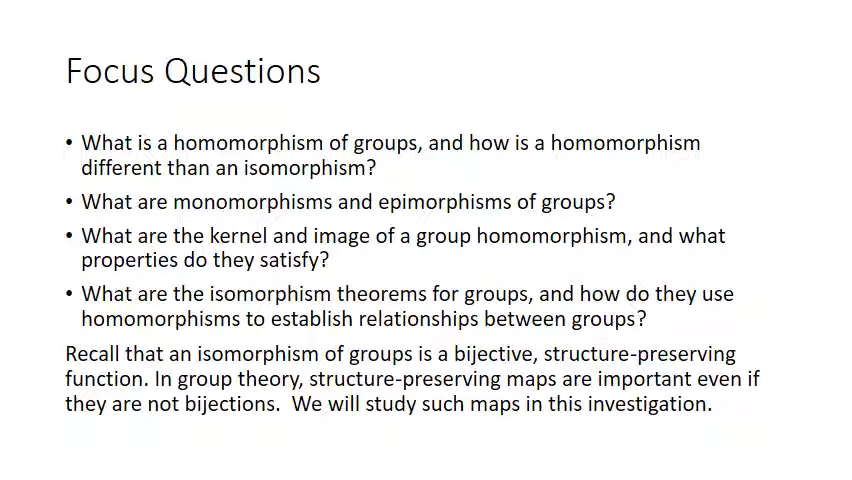 Focus Questions
• What is a homomorphism of groups, and how is a homomorphism
different than an isomorphism?
• What are monomorphisms and epimorphisms of groups?
• What are the kernel and image of a group homomorphism, and what
properties do they satisfy?
• What are the isomorphism theorems for groups, and how do they use
homomorphisms to establish relationships between groups?
Recall that an isomorphism of groups is a bijective, structure-preserving
function. In group theory, structure-preserving maps are important even if
they are not bijections.  We will study such maps in this investigation.